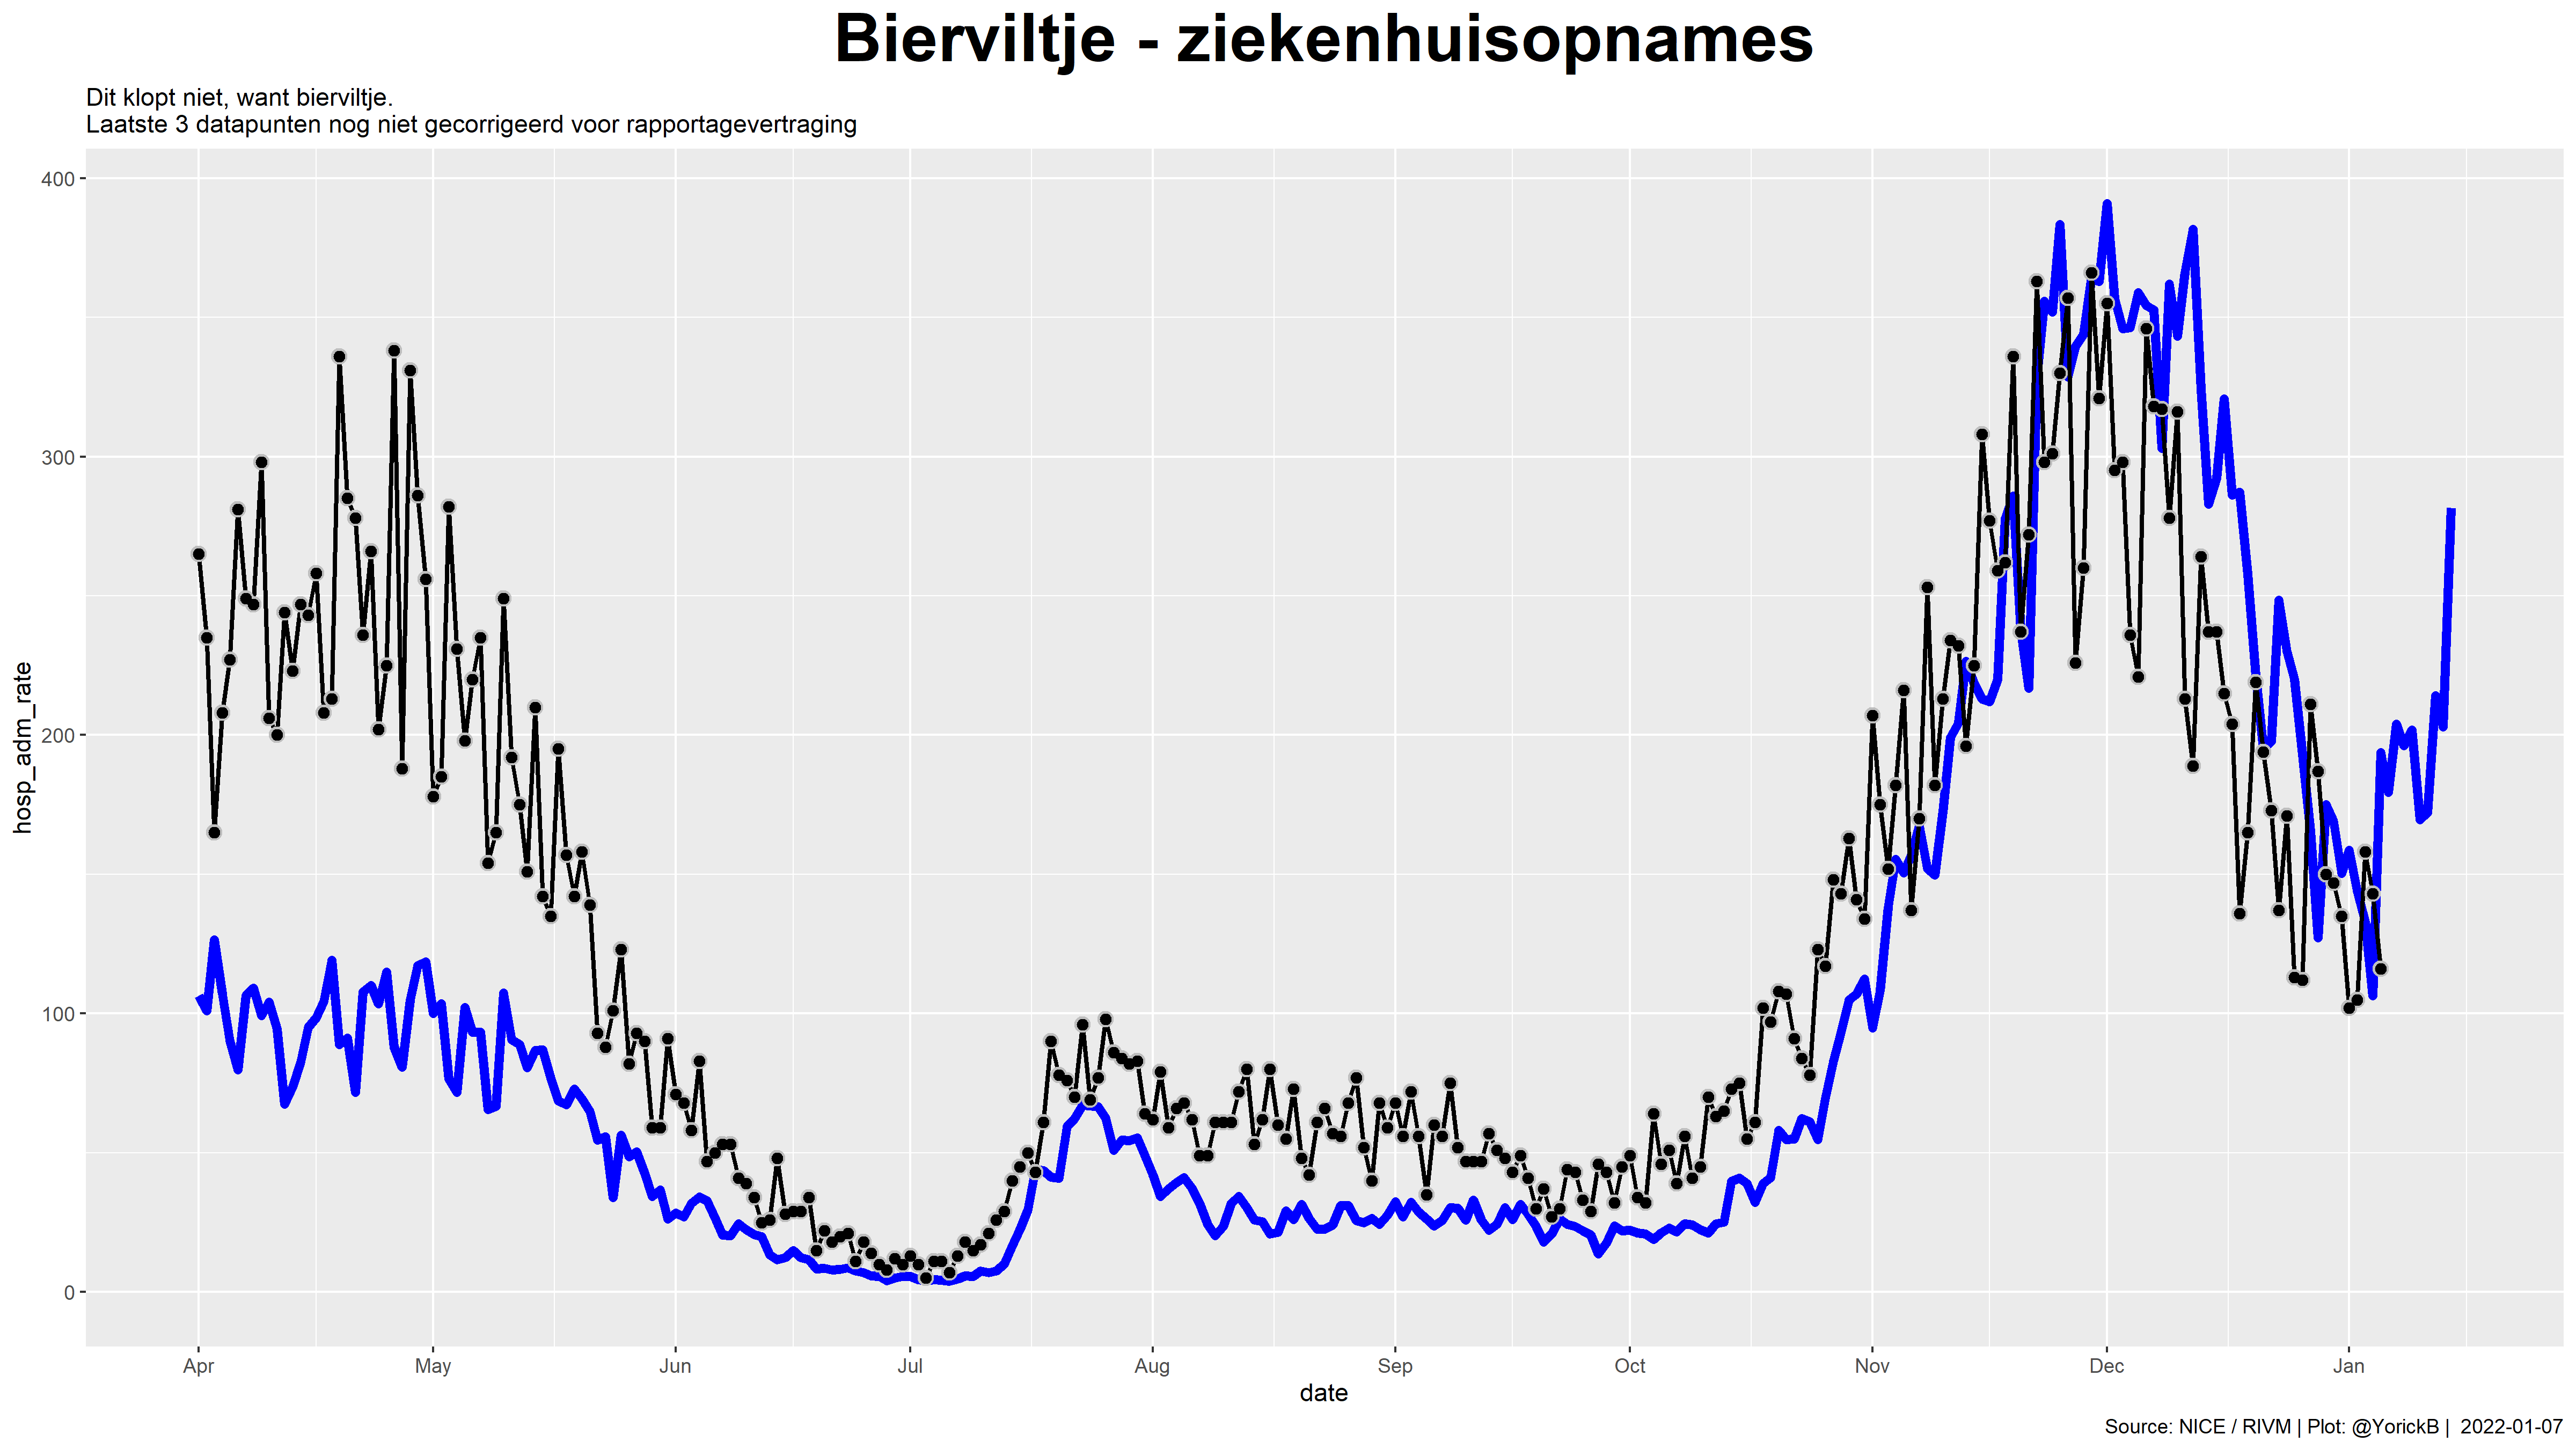 Bierviltje - ziekenhuisopnames
Dit klopt niet, want bierviltje.
Laatste 3 datapunten nog niet gecorrigeerd voor rapportagevertraging
400
300
200
100
0
hosp_adm_rate
Apr May Jun Jul Aug Sep Oct Nov Dec Jan
date
Source: NICE / RIVM | Plot: @YorickB | 2022-01-07